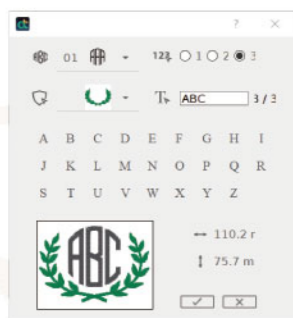 ?
01 123 1 2 3
ABC 3 / 3
A B C D E F G H I
J K L M N O P Q R
S T U V W X Y Z
ABC
110.2 r
75.7 m